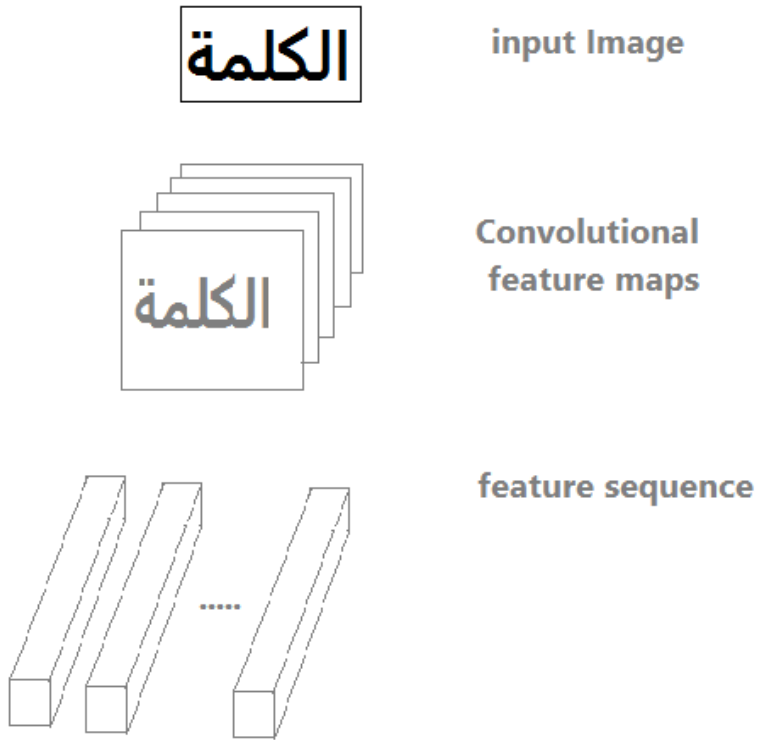 الكلمة
input Image
الكلمة
Convolutional
feature maps
feature sequence
.....